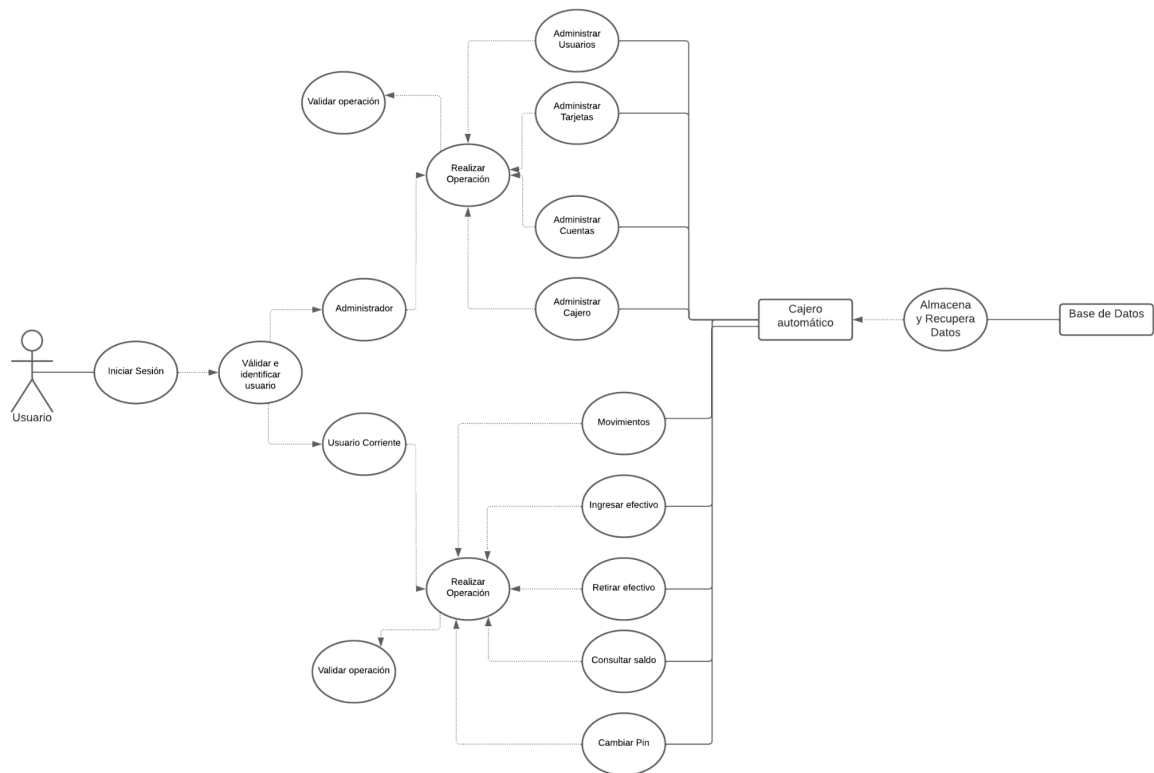 Administrar
Usuarios
Validar operación
Administrar
Tarjetas
Realizar
Operación
Administrar
Cuentas
Administrador
Administrar
Cajero
Cajero
automático
Almacena
y Recupera
Datos
Base de Datos
Usuario
Iniciar Sesión
Válidar e
identificar
usuario
Usuario Corriente
Movimientos
Ingresar efectivo
Realizar
Operación
Retirar efectivo
Validar operación
Consultar saldo
Cambiar Pin